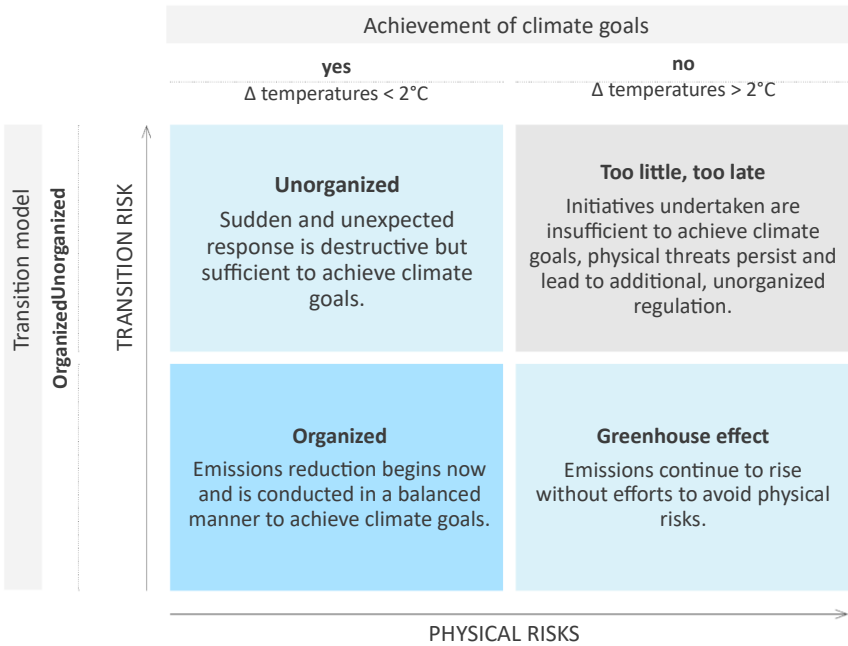 Achievement of climate goals
yes
Δ temperatures < 2°C
no
Δ temperatures > 2°C
Transition model
OrganizedUnorganized
TRANSITION RISK
Unorganized
Sudden and unexpected
response is destructive but
sufficient to achieve climate
goals.
Too little, too late
Initiatives undertaken are
insufficient to achieve climate
goals, physical threats persist and
lead to additional, unorganized
regulation.
Organized
Emissions reduction begins now
and is conducted in a balanced
manner to achieve climate goals.
Greenhouse effect
Emissions continue to rise
without efforts to avoid physical
risks.
PHYSICAL RISKS